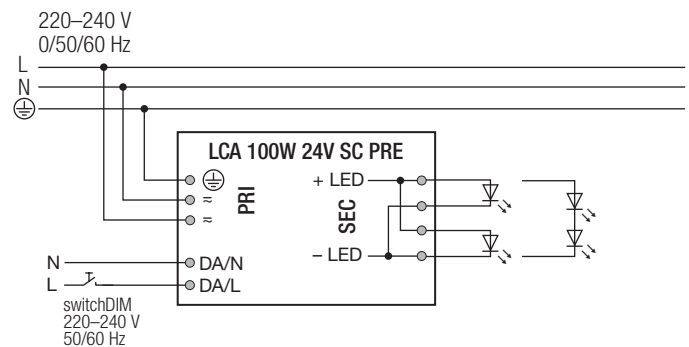 220–240 V
0/50/60 Hz
L
N
LCA 100W 24V SC PRE
PRI
≂
≂
+ LED
SEC
– LED
N
DA/N
L
DA/L
switchDIM
220–240 V
50/60 Hz